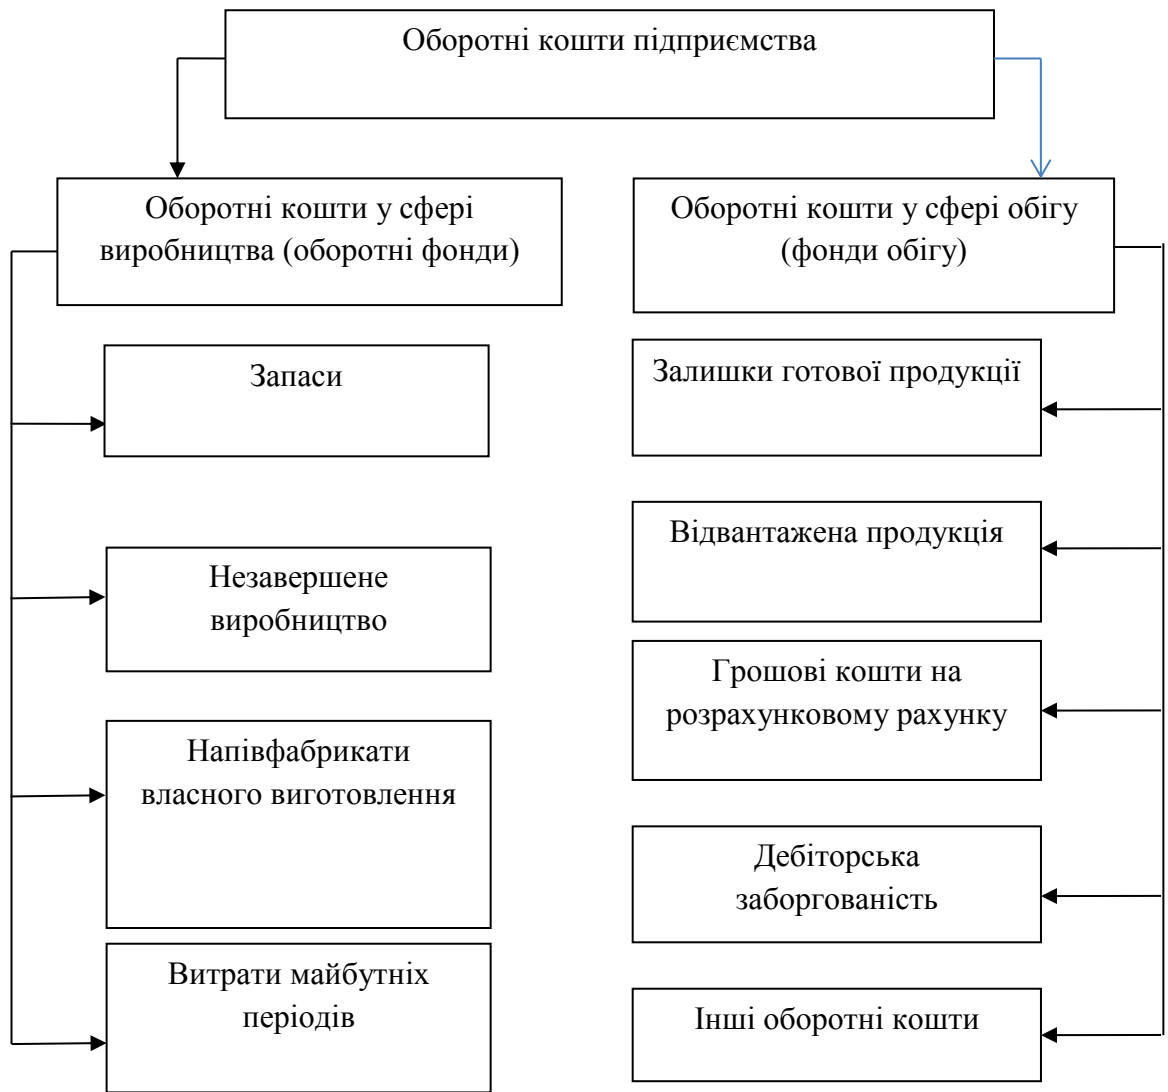 Оборотні кошти підприємства
Оборотні кошти у сфері
виробництва (оборотні фонди)
Оборотні кошти у сфері обігу
(фонди обігу)
Запаси
Залишки готової продукції
Незавершене
виробництво
Відвантажена продукція
Напівфабрикати
власного виготовлення
Грошові кошти на
розрахунковому рахунку
Витрати майбутніх
періодів
Дебіторська
заборгованість
Інші оборотні кошти